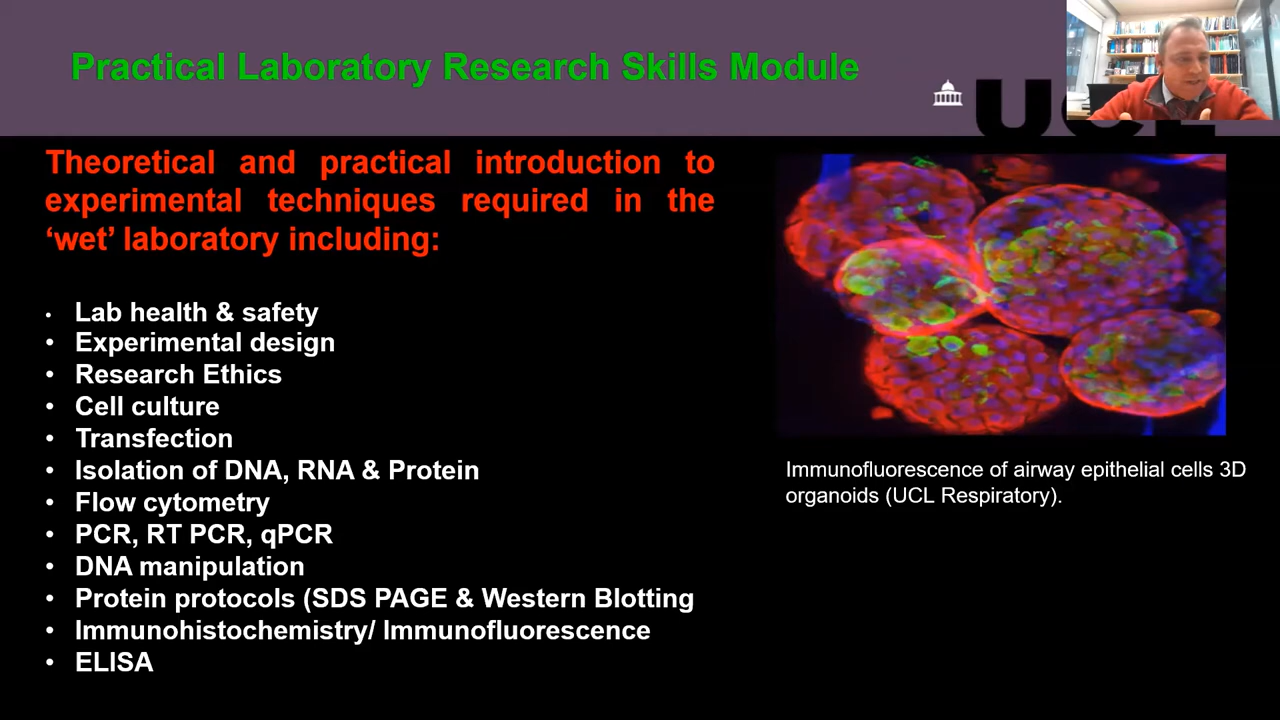 Practical Laboratory Research Skills Module
UCL
Theoretical and practical introduction to
experimental techniques required in the
‘wet’ laboratory including:
• Lab health & safety
• Experimental design
• Research Ethics
• Cell culture
• Transfection
• Isolation of DNA, RNA & Protein
• Flow cytometry
• PCR, RT PCR, qPCR
• DNA manipulation
• Protein protocols (SDS PAGE & Western Blotting
• Immunohistochemistry/ Immunofluorescence
• ELISA
Immunofluorescence of airway epithelial cells 3D
organoids (UCL Respiratory).